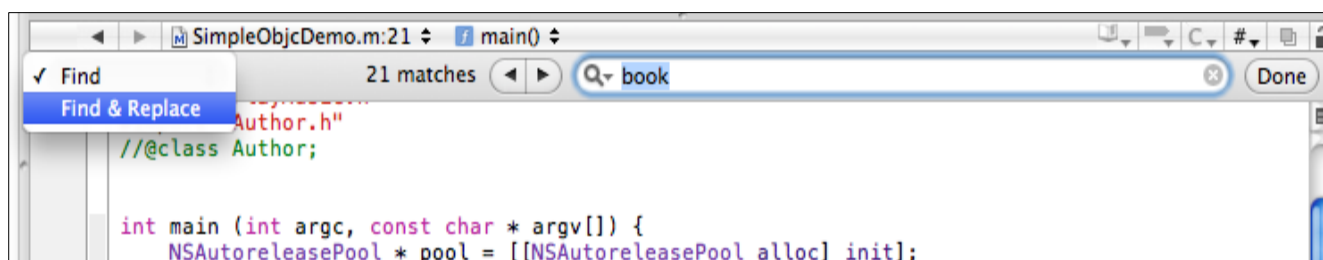 SimpleObjcDemo.m:21 main() C #
✓ Find 21 matches book Done
Find & Replace
Author.h"
//@class Author;
int main (int argc, const char * argv[]) {
NSAutoreleasePool * pool = [[NSAutoreleasePool alloc] init];